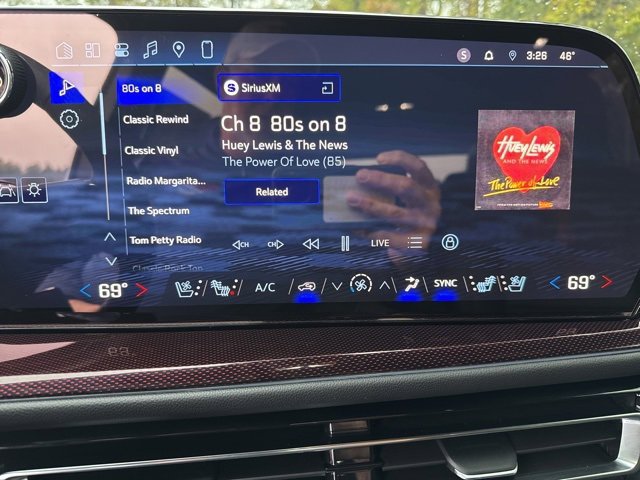 S 3:26 46°
80s on 8
Classic Rewind
Classic Vinyl
Radio Margarita...
The Spectrum
Tom Petty Radio
SiriusXM
Ch 8 80s on 8
Huey Lewis & The News
The Power Of Love (85)
Related
HUEY LEWIS
AND THE NEWS
The Power of Love
CH CH LIVE
69° A/C SYNC 69°